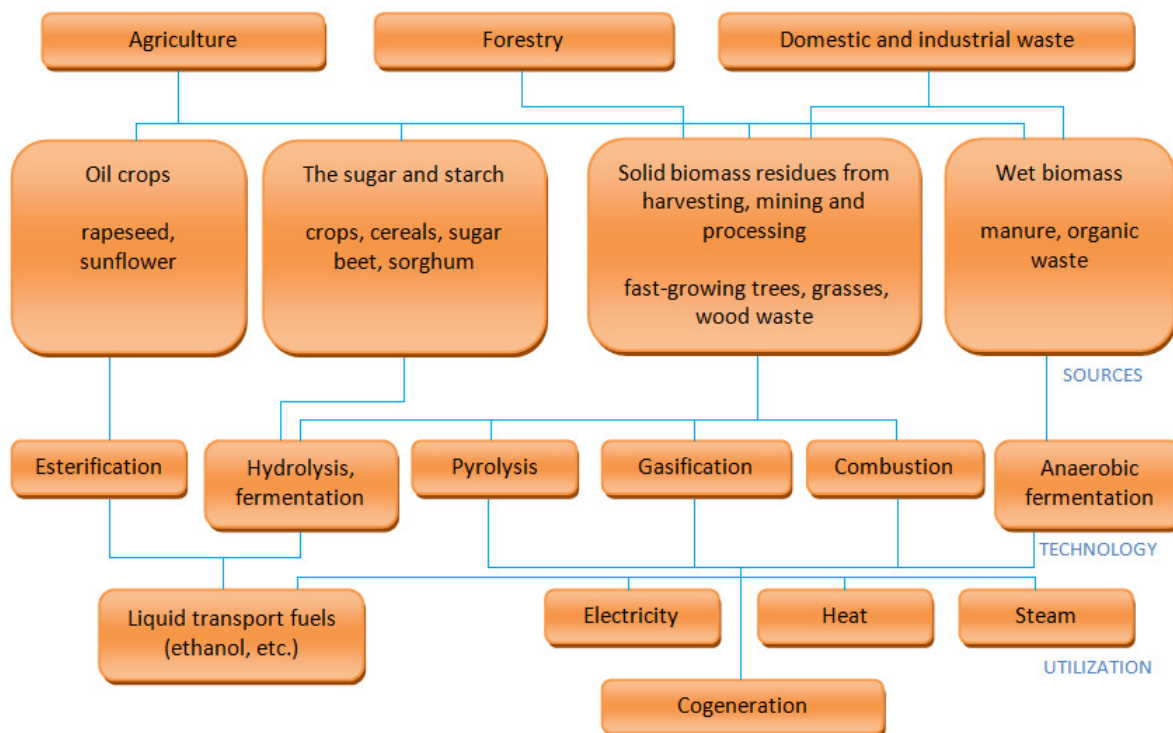 Agriculture
Forestry
Domestic and industrial waste
Oil crops
rapeseed,
sunflower
The sugar and starch
crops, cereals, sugar
beet, sorghum
Solid biomass residues from
harvesting, mining and
processing
fast-growing trees, grasses,
wood waste
Wet biomass
manure, organic
waste
SOURCES
Esterification
Hydrolysis,
fermentation
Pyrolysis
Gasification
Combustion
Anaerobic
fermentation
TECHNOLOGY
Liquid transport fuels
(ethanol, etc.)
Electricity
Heat
Steam
UTILIZATION
Cogeneration